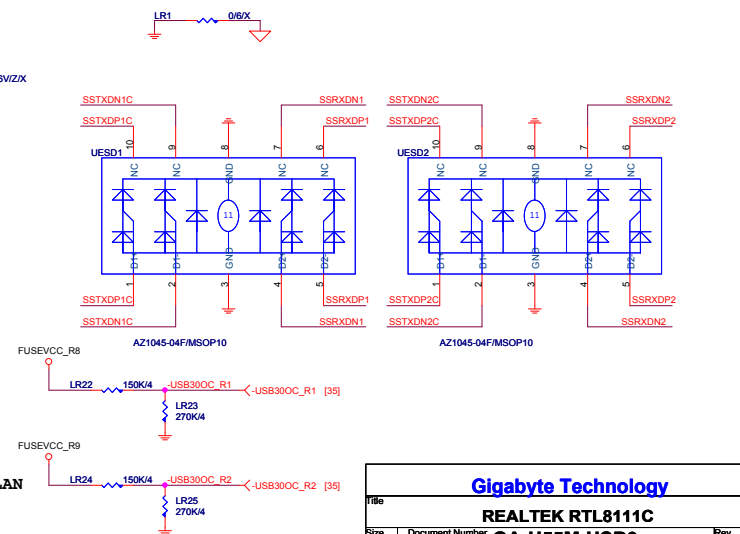 LR1 0/6/X
6V/Z/X
SSTXDN1C SSRXDN1 SSTXDN2C SSRXDN2
SSTXDP1C SSRXDP1 SSTXDP2C SSRXDP2
10 9 8 7 6 10 9 8 7 6
UESD1 UESD2
NC NC GND NC NC NC NC GND NC NC
11 11
D1+ D1- GND D2+ D2- D1+ D1- GND D2+ D2-
1 2 3 4 5 1 2 3 4 5
SSTXDP1C SSRXDP1 SSTXDP2C SSRXDP2
SSTXDN1C SSRXDN1 SSTXDN2C SSRXDN2
AZ1045-04F/MSOP10 AZ1045-04F/MSOP10
FUSEVCC_R8
LR22 150K/4 -USB30OC_R1 -USB30OC_R1 [35]
LR23
270K/4
FUSEVCC_R9
LAN
LR24 150K/4 -USB30OC_R2 -USB30OC_R2 [35]
LR25
270K/4
Gigabyte Technology
Title
REALTEK RTL8111C
Size Document Number Rev